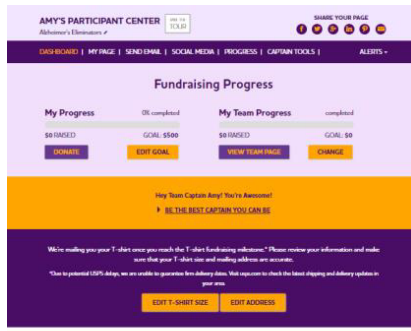 AMY'S PARTICIPANT CENTER
TOUR
Alzheimer's Eliminators
SHARE YOUR PAGE
DASHBOARD | MY PAGE | SEND EMAIL | SOCIAL MEDIA | PROGRESS | CAPTAIN TOOLS |
ALERTS
Fundraising Progress
My Progress
0% completed
My Team Progress
completed
$0 RAISED
GOAL: $500
$0 RAISED
GOAL: $0
DONATE
EDIT GOAL
VIEW TEAM PAGE
CHANGE
Hey Team Captain Amy! You're Awesome!
BE THE BEST CAPTAIN YOU CAN BE
We're mailing you your T-shirt once you reach the T-shirt fundraising milestone.* Please review your information and make
sure that your T-shirt size and mailing address are accurate.
*Due to potential USPS delays, we are unable to guarantee firm delivery dates. Visit usps.com to check the latest shipping and delivery updates in
your area.
EDIT T-SHIRT SIZE
EDIT ADDRESS